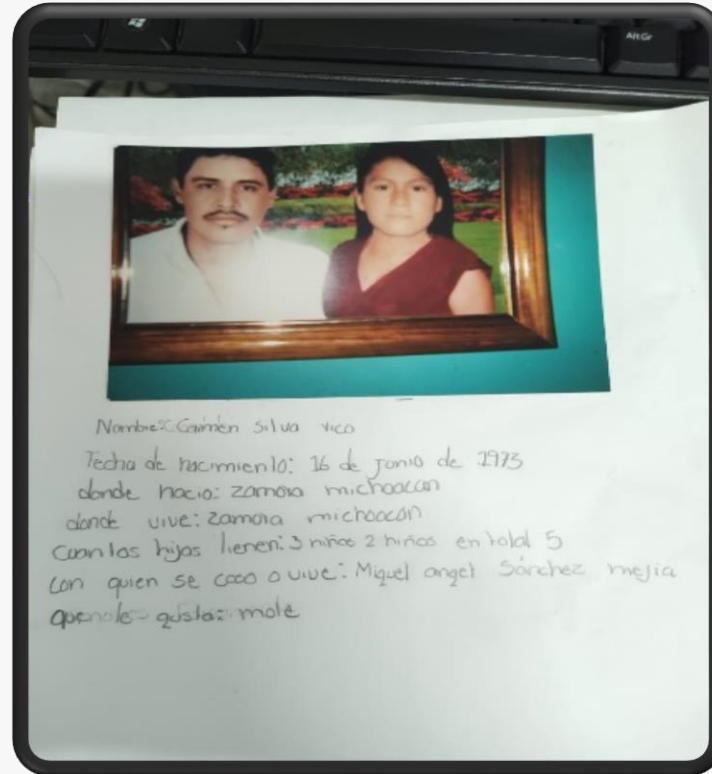 Alt Gr
Nombre: Carmen Silva vico
Fecha de nacimiento: 16 de Junio de 1973
donde nacio: zamora michoacan
donde vive: zamora michoacan
Cuantos hijos tienen: 3 niñas 2 niños en total 5
con quien se caso o vive: Miguel angel Sánchez mejia
que le gusta: mole